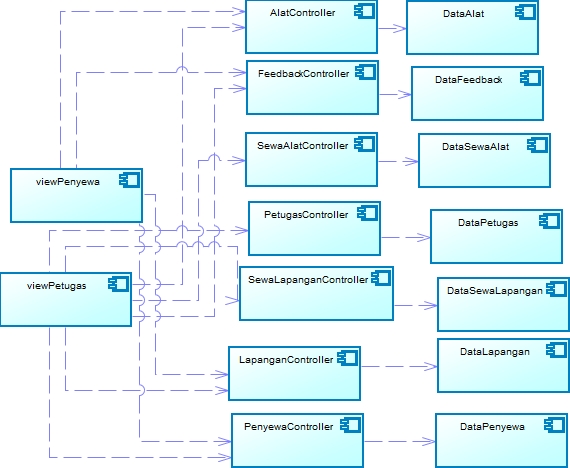 AlatController
DataAlat
FeedbackController
DataFeedback
SewaAlatController
DataSewaAlat
viewPenyewa
PetugasController
DataPetugas
viewPetugas
SewaLapanganController
DataSewaLapangan
LapanganController
DataLapangan
PenyewaController
DataPenyewa